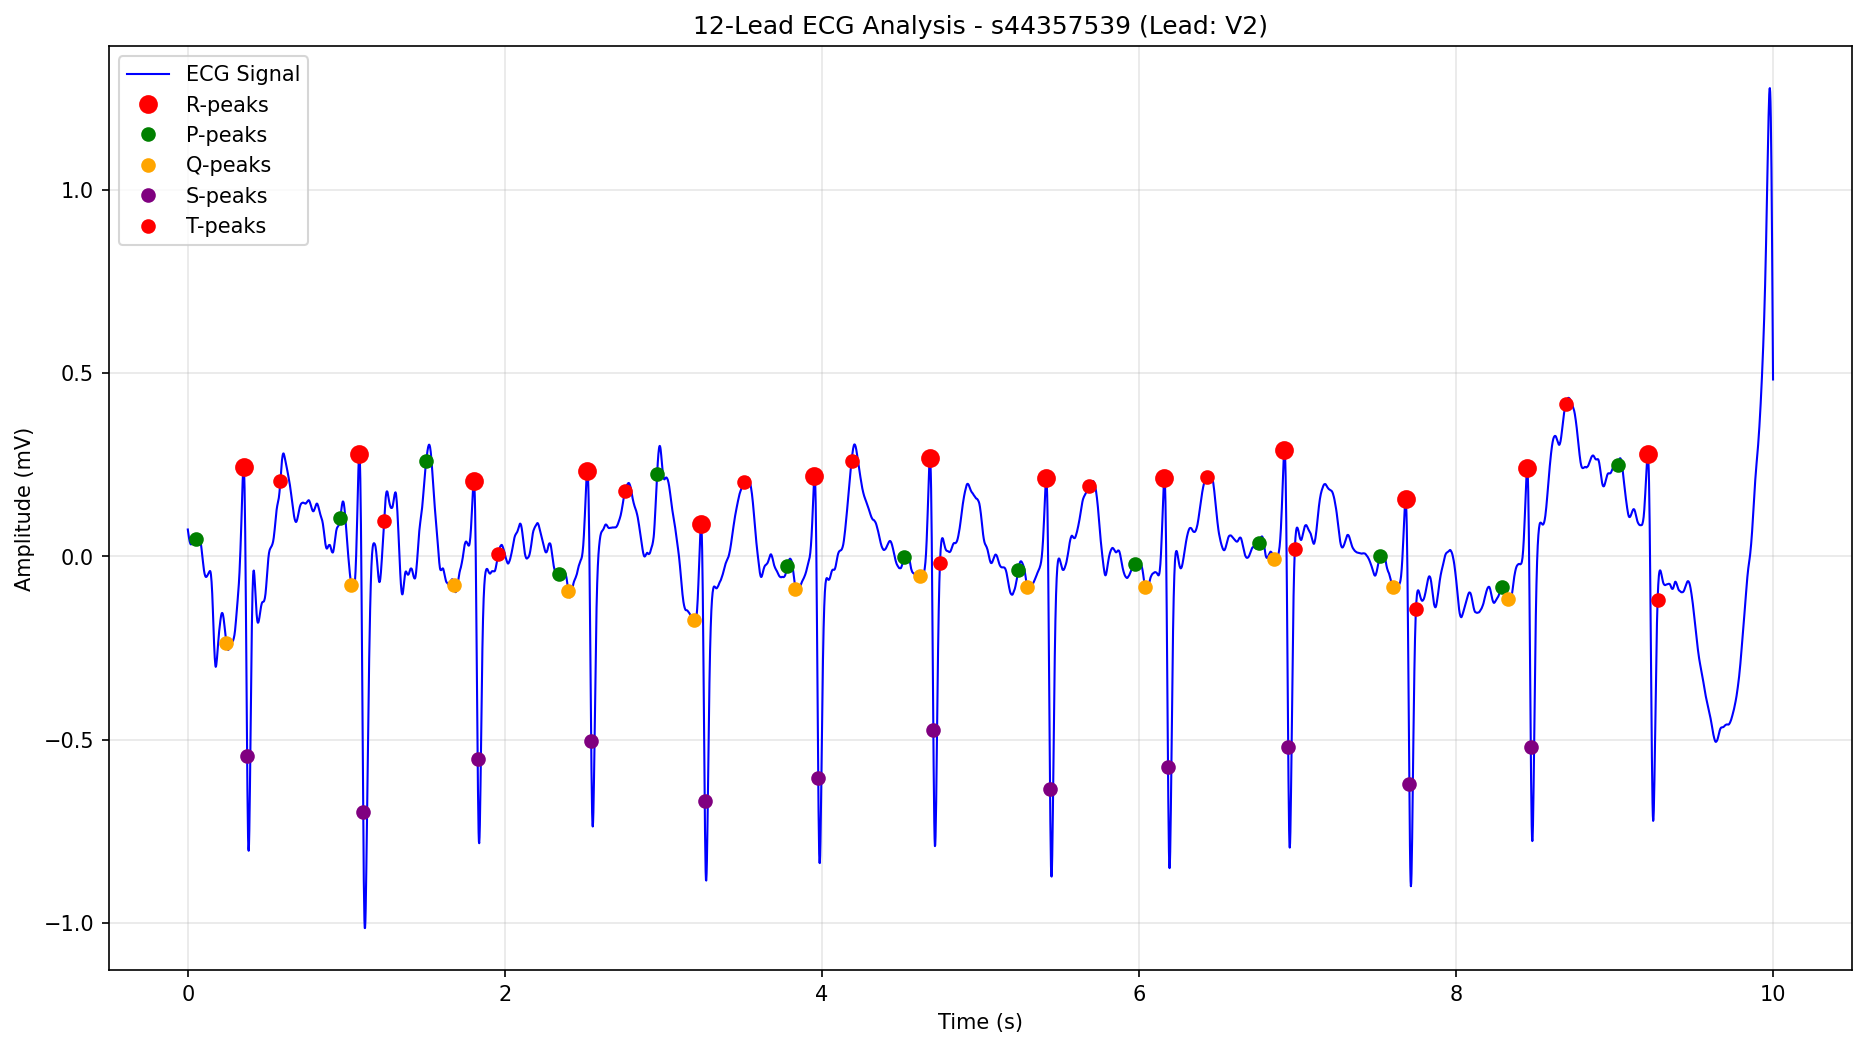 12-Lead ECG Analysis - s44357539 (Lead: V2)
ECG Signal
R-peaks
P-peaks
Q-peaks
S-peaks
T-peaks
Amplitude (mV)
1.0
0.5
0.0
−0.5
−1.0
0 2 4 6 8 10
Time (s)